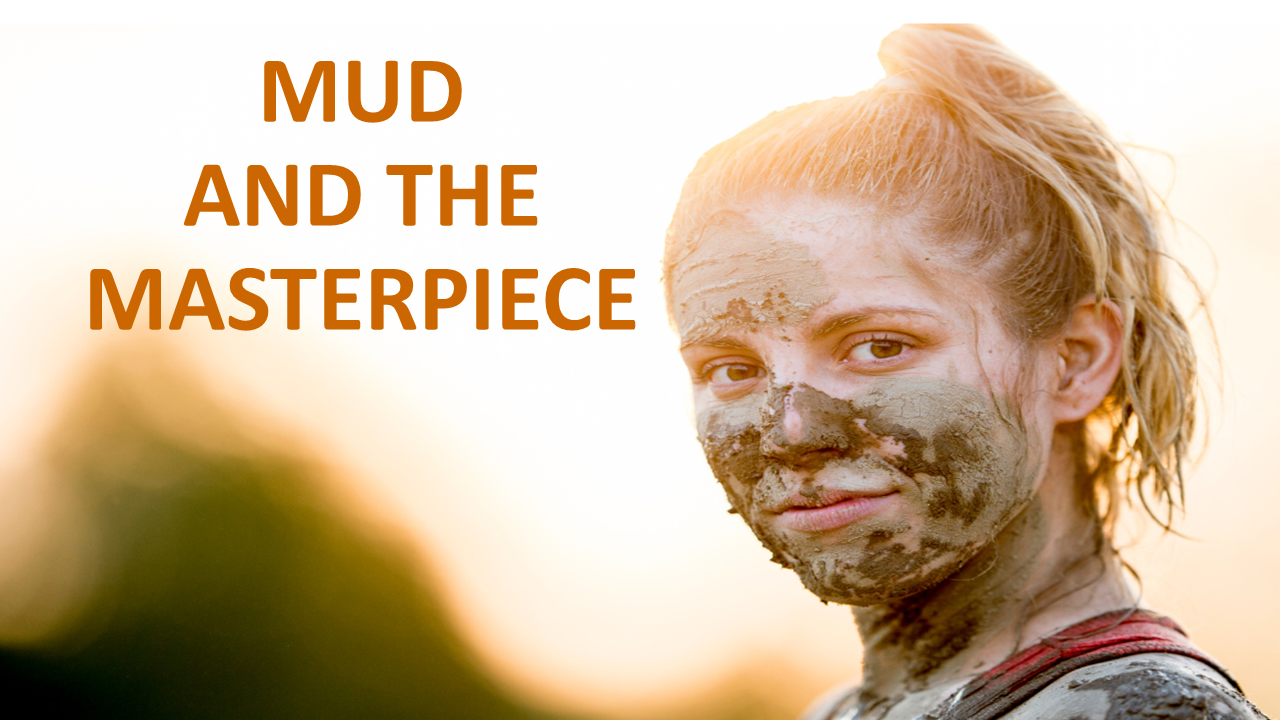 MUD
AND THE
MASTERPIECE